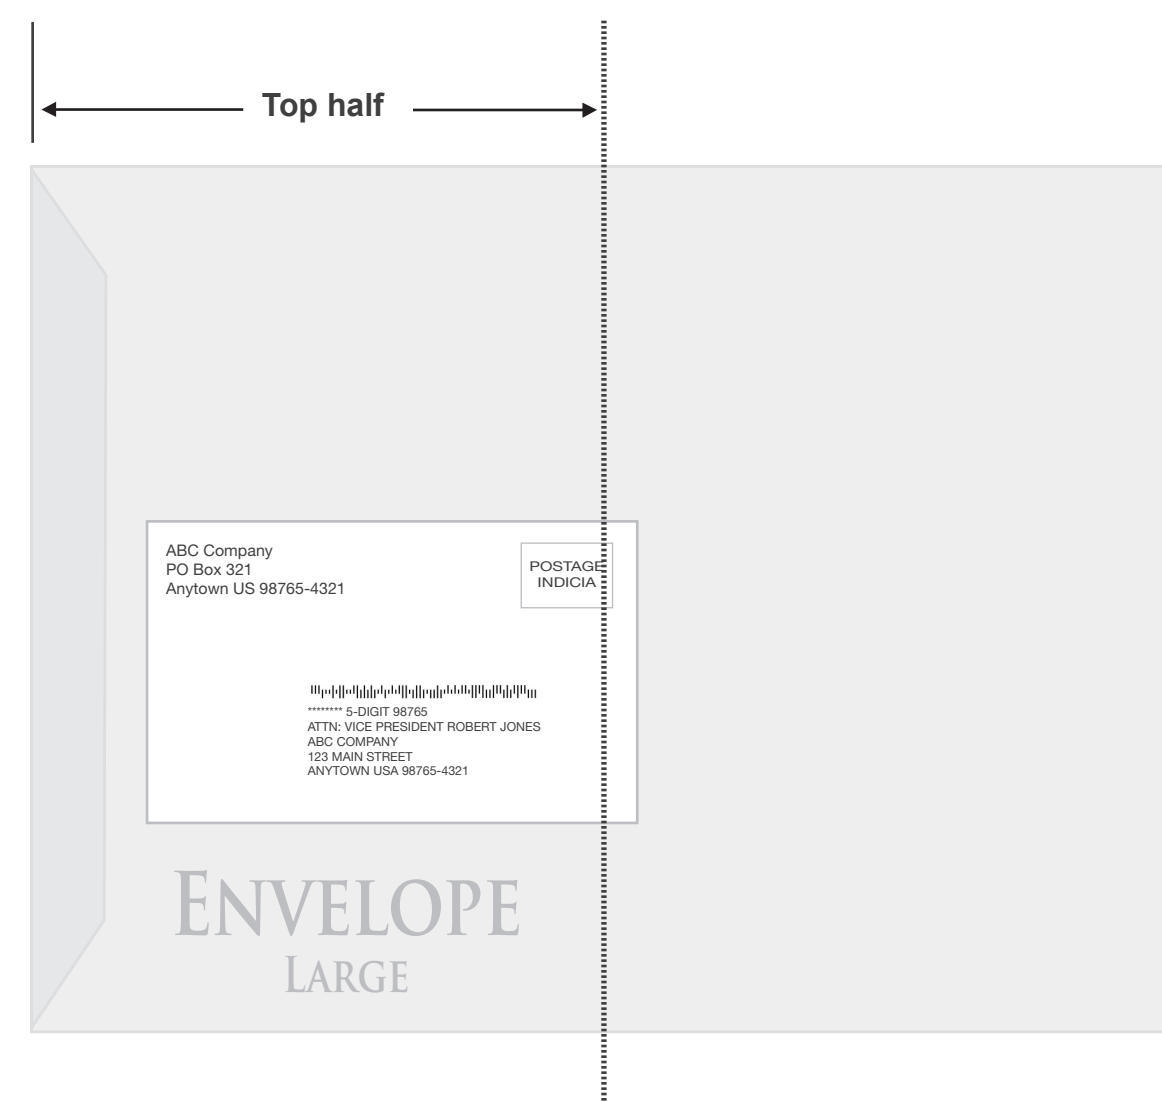 Top half
ABC Company
PO Box 321
Anytown US 98765-4321
POSTAGE
INDICIA
******** 5-DIGIT 98765
ATTN: VICE PRESIDENT ROBERT JONES
ABC COMPANY
123 MAIN STREET
ANYTOWN USA 98765-4321
ENVELOPE
LARGE